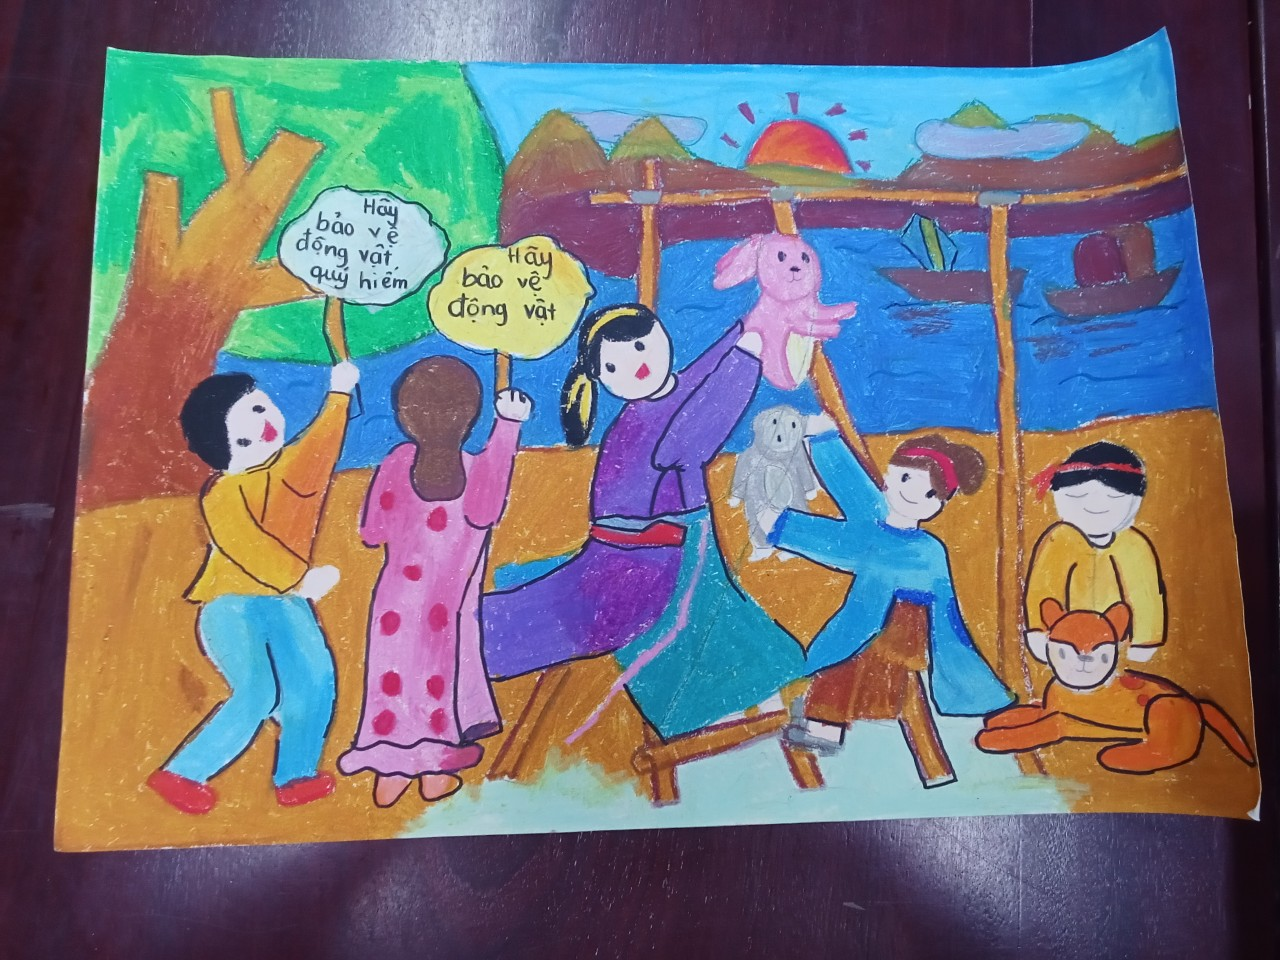 Hãy
bảo vệ
động vật
quý hiếm
Hãy
bảo vệ
động vật